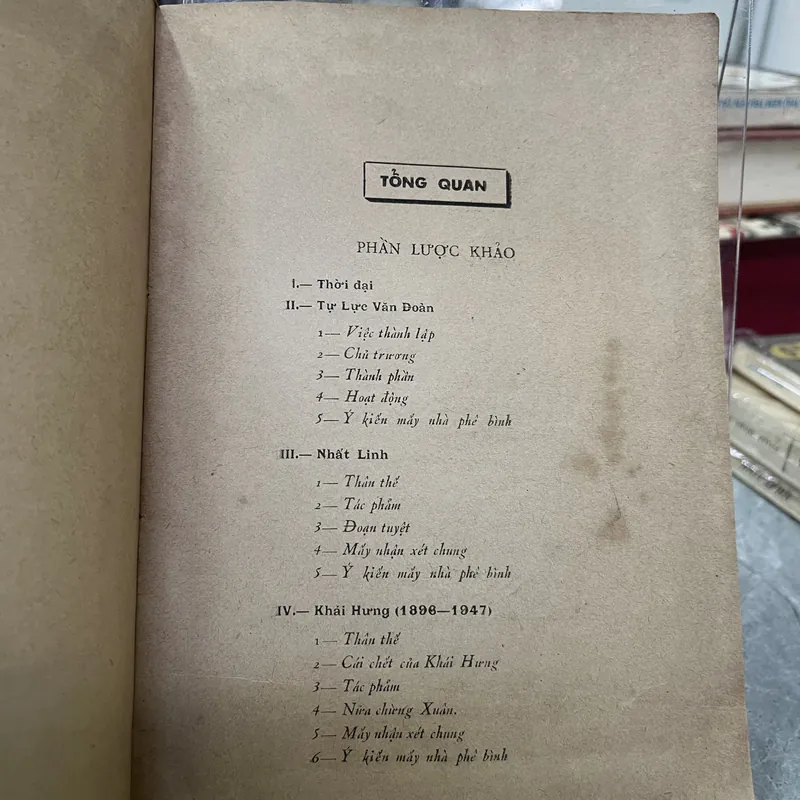 TỔNG QUAN
PHẦN LƯỢC KHẢO
I.— Thời đại
II.— Tự Lực Văn Đoàn
1— Việc thành lập
2— Chủ trương
3— Thành phần
4— Hoạt động
5— Ý kiến mấy nhà phê bình
III.— Nhất Linh
1— Thân thế
2— Tác phẩm
3— Đoạn tuyệt
4— Mấy nhận xét chung
5— Ý kiến mấy nhà phê bình
IV.— Khái Hưng (1896—1947)
1— Thân thế
2— Cái chết của Khái Hưng
3— Tác phẩm
4— Nửa chừng Xuân.
5— Mấy nhận xét chung
6— Ý kiến mấy nhà phê bình